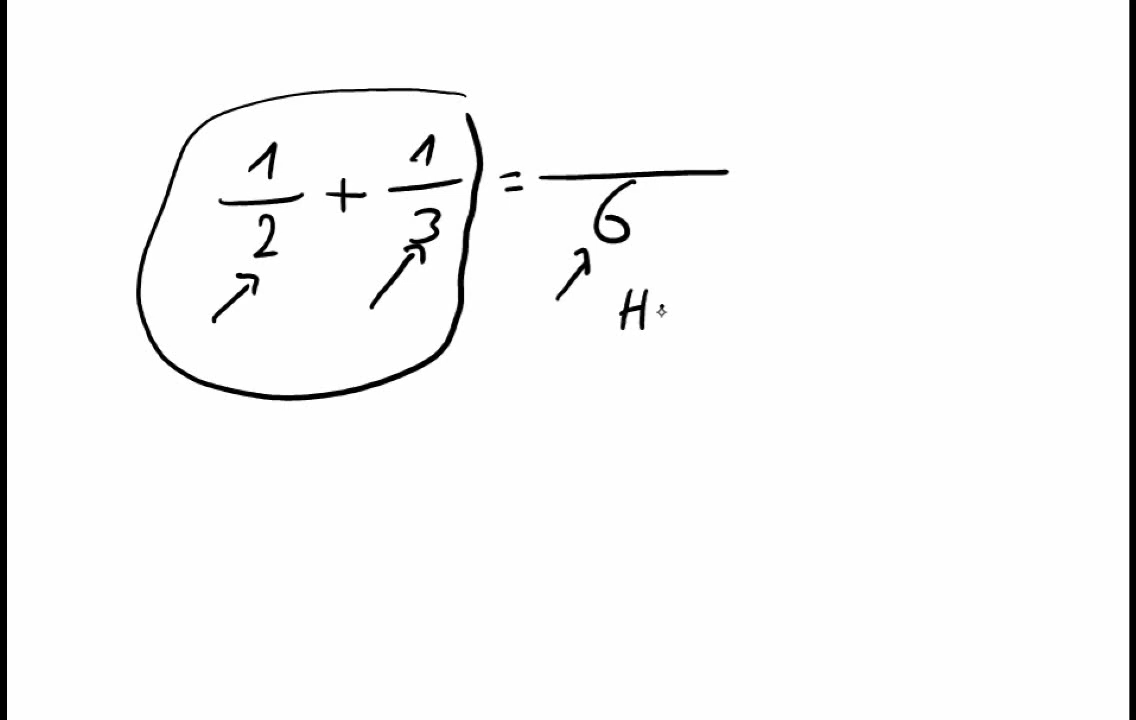 1/2 + 1/3 = /6
H